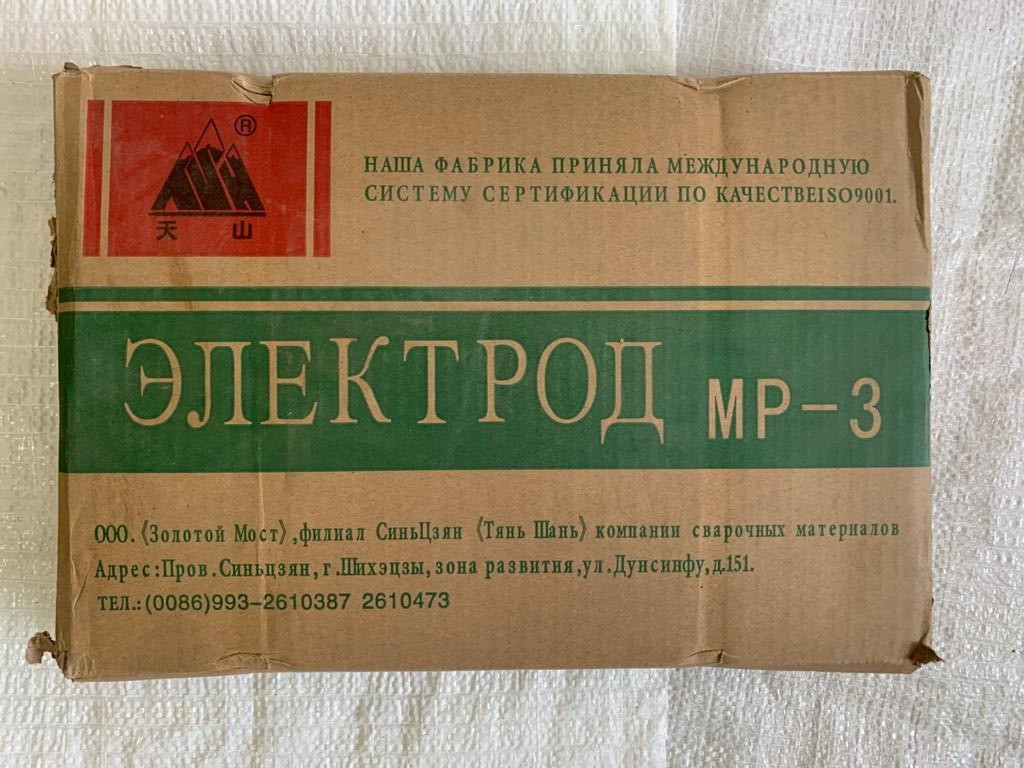 ®
天 山
НАША ФАБРИКА ПРИНЯЛА МЕЖДУНАРОДНУЮ
СИСТЕМУ СЕРТИФИКАЦИИ ПО КАЧЕСТВЕISO9001.
ЭЛЕКТРОД МР-3
ООО.《Золотой Мост》,филиал СиньЦзян《Тянь Шань》компании сварочных материалов
Адрес:Пров.Синьцзян,г.Шихэцзы,зона развития,ул.Дунсинфу,д.151.
ТЕЛ.:(0086)993-2610387 2610473